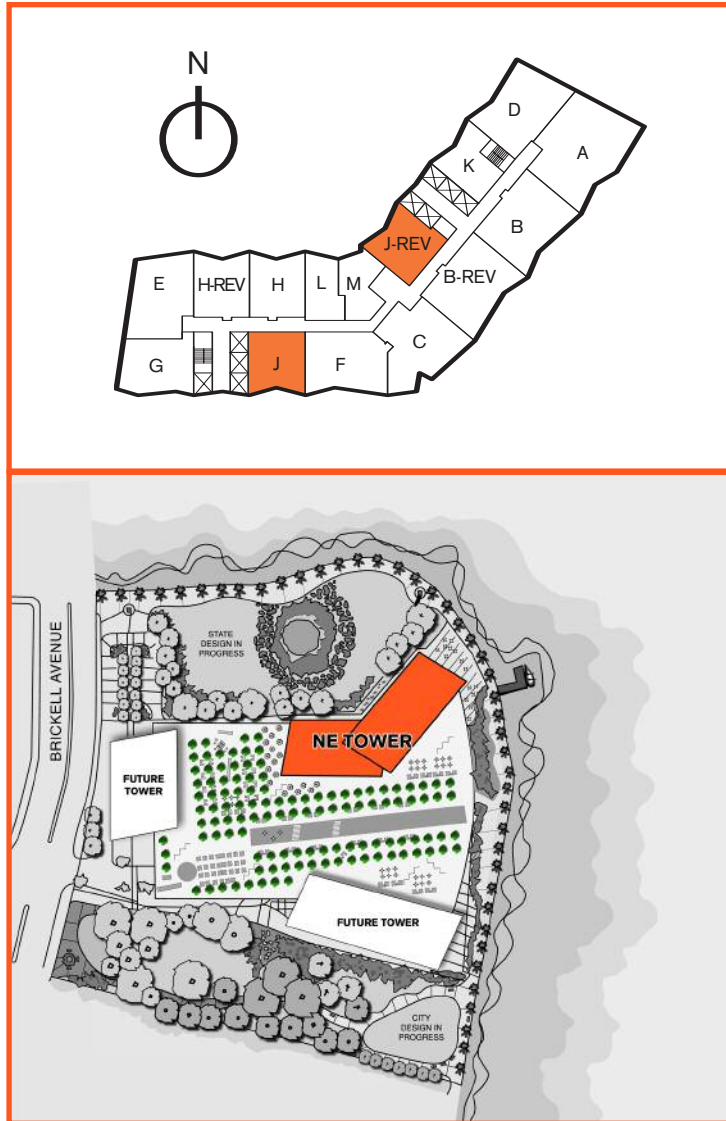 N
D
A
K
B
J-REV
B-REV
E
H-REV
H
L
M
C
G
J
F
BRICKELL AVENUE
STATE
DESIGN IN
PROGRESS
NE TOWER
FUTURE
TOWER
FUTURE TOWER
CITY
DESIGN IN
PROGRESS